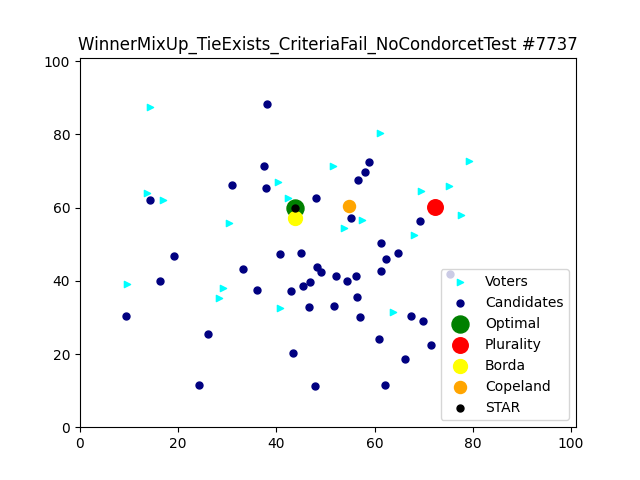 WinnerMixUp_TieExists_CriteriaFail_NoCondorcetTest #7737
100
80
60
40
20
0
0 20 40 60 80 100
Voters
Candidates
Optimal
Plurality
Borda
Copeland
STAR